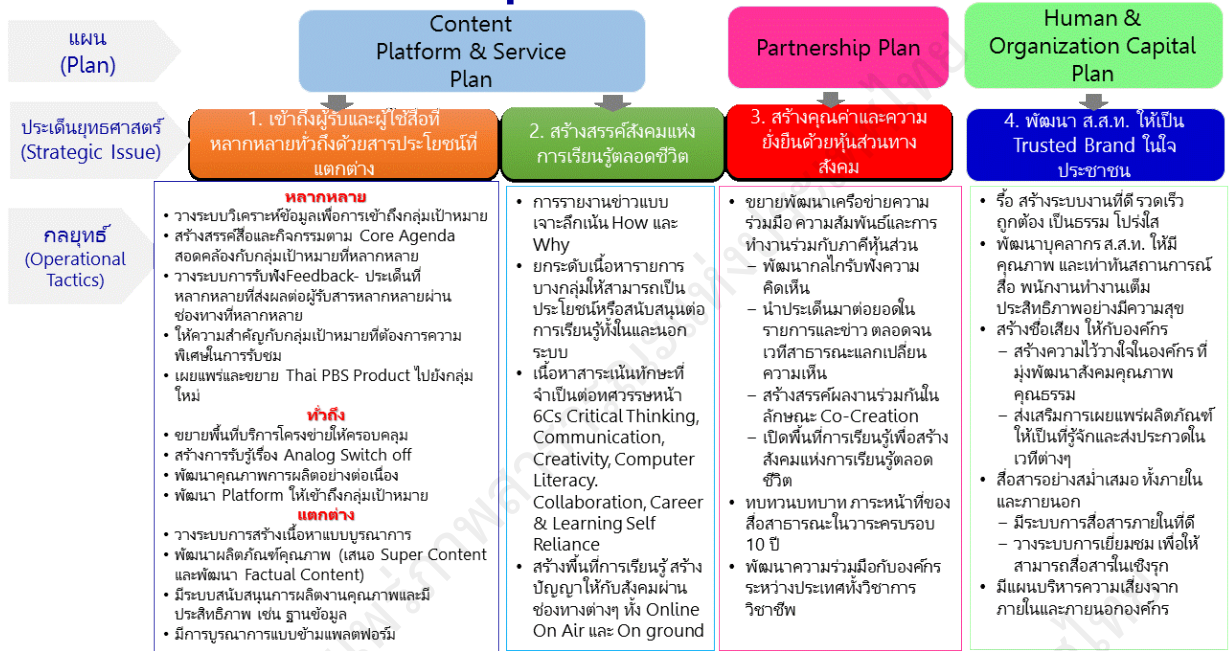 แผน
(Plan)
Content
Platform & Service
Plan
Partnership Plan
Human &
Organization Capital
Plan
ประเด็นยุทธศาสตร์
(Strategic Issue)
1. เข้าถึงผู้รับและผู้ใช้สื่อที่
หลากหลายทั่วถึงด้วยสารประโยชน์ที่
แตกต่าง
2. สร้างสรรค์สังคมแห่ง
การเรียนรู้ตลอดชีวิต
3. สร้างคุณค่าและความ
ยั่งยืนด้วยหุ้นส่วนทาง
สังคม
4. พัฒนา ส.ส.ท. ให้เป็น
Trusted Brand ในใจ
ประชาชน
กลยุทธ์
(Operational
Tactics)
หลากหลาย
• วางระบบวิเคราะห์ข้อมูลเพื่อการเข้าถึงกลุ่มเป้าหมาย
• สร้างสรรค์สื่อและกิจกรรมตาม Core Agenda
สอดคล้องกับกลุ่มเป้าหมายที่หลากหลาย
• วางระบบการรับฟังFeedback- ประเด็นที่
หลากหลายที่ส่งผลต่อผู้รับสารหลากหลายผ่าน
ช่องทางที่หลากหลาย
• ให้ความสำคัญกับกลุ่มเป้าหมายที่ต้องการความ
พิเศษในการรับชม
• เผยแพร่และขยาย Thai PBS Product ไปยังกลุ่ม
ใหม่
ทั่วถึง
• ขยายพื้นที่บริการโครงข่ายให้ครอบคลุม
• สร้างการรับรู้เรื่อง Analog Switch off
• พัฒนาคุณภาพการผลิตอย่างต่อเนื่อง
• พัฒนา Platform ให้เข้าถึงกลุ่มเป้าหมาย
แตกต่าง
• วางระบบการสร้างเนื้อหาแบบบูรณาการ
• พัฒนาผลิตภัณฑ์คุณภาพ (เสนอ Super Content
และพัฒนา Factual Content)
• มีระบบสนับสนุนการผลิตงานคุณภาพและมี
ประสิทธิภาพ เช่น ฐานข้อมูล
• มีการบูรณาการแบบข้ามแพลตฟอร์ม
• การรายงานข่าวแบบ
เจาะลึกเน้น How และ
Why
• ยกระดับเนื้อหารายการ
บางกลุ่มให้สามารถเป็น
ประโยชน์หรือสนับสนุนต่อ
การเรียนรู้ทั้งในและนอก
ระบบ
• เนื้อหาสาระเน้นทักษะที่
จำเป็นต่อทศวรรษหน้า
6Cs Critical Thinking,
Communication,
Creativity, Computer
Literacy.
Collaboration, Career
& Learning Self
Reliance
• สร้างพื้นที่การเรียนรู้ สร้าง
ปัญญาให้กับสังคมผ่าน
ช่องทางต่างๆ ทั้ง Online
On Air และ On ground
• ขยายพัฒนาเครือข่ายความ
ร่วมมือ ความสัมพันธ์และการ
ทำงานร่วมกับภาคีหุ้นส่วน
– พัฒนากลไกรับฟังความ
คิดเห็น
– นำประเด็นมาต่อยอดใน
รายการและข่าว ตลอดจน
เวทีสาธารณะแลกเปลี่ยน
ความเห็น
– สร้างสรรค์ผลงานร่วมกันใน
ลักษณะ Co-Creation
– เปิดพื้นที่การเรียนรู้เพื่อสร้าง
สังคมแห่งการเรียนรู้ตลอด
ชีวิต
• ทบทวนบทบาท ภาระหน้าที่ของ
สื่อสาธารณะในวาระครบรอบ
10 ปี
• พัฒนาความร่วมมือกับองค์กร
ระหว่างประเทศทั้งวิชาการ
วิชาชีพ
• รื้อ สร้างระบบงานที่ดี รวดเร็ว
ถูกต้อง เป็นธรรม โปร่งใส
• พัฒนาบุคลากร ส.ส.ท. ให้มี
คุณภาพ และเท่าทันสถานการณ์
สื่อ พนักงานทำงานเต็ม
ประสิทธิภาพอย่างมีความสุข
• สร้างชื่อเสียง ให้กับองค์กร
– สร้างความไว้วางใจในองค์กร ที่
มุ่งพัฒนาสังคมคุณภาพ
คุณธรรม
– ส่งเสริมการเผยแพร่ผลิตภัณฑ์
ให้เป็นที่รู้จักและส่งประกวดใน
เวทีต่างๆ
• สื่อสารอย่างสม่ำเสมอ ทั้งภายใน
และภายนอก
– มีระบบการสื่อสารภายในที่ดี
– วางระบบการเยี่ยมชม เพื่อให้
สามารถสื่อสารในเชิงรุก
• มีแผนบริหารความเสี่ยงจาก
ภายในและภายนอกองค์กร